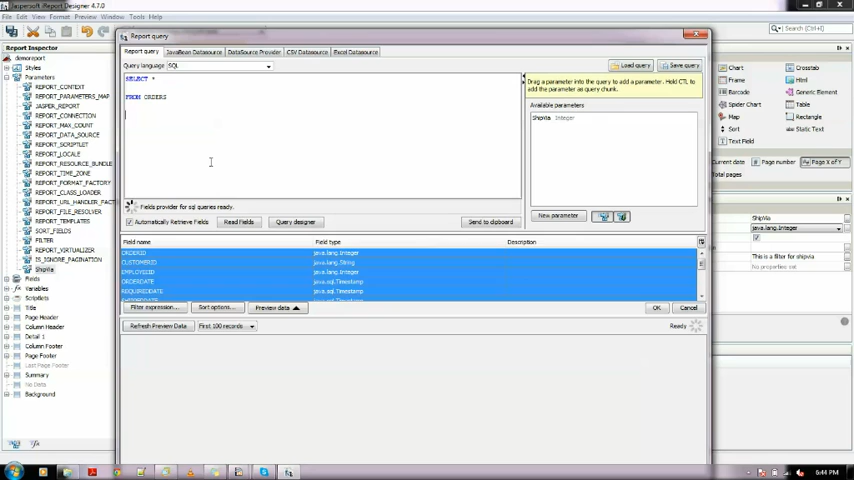 Jaspersoft iReport Designer 4.7.0
File Edit View Format Preview Window Tools Help
Search (Ctrl+I)
Report Inspector
demoreport
Styles
Parameters
REPORT_CONTEXT
REPORT_PARAMETERS_MAP
JASPER_REPORT
REPORT_CONNECTION
REPORT_MAX_COUNT
REPORT_DATA_SOURCE
REPORT_SCRIPTLET
REPORT_LOCALE
REPORT_RESOURCE_BUNDLE
REPORT_TIME_ZONE
REPORT_FORMAT_FACTORY
REPORT_CLASS_LOADER
REPORT_URL_HANDLER_FACT
REPORT_FILE_RESOLVER
REPORT_TEMPLATES
SORT_FIELDS
FILTER
REPORT_VIRTUALIZER
IS_IGNORE_PAGINATION
ShipVia
Fields
Variables
Scriptlets
Title
Page Header
Column Header
Detail 1
Column Footer
Page Footer
Last Page Footer
Summary
No Data
Background
Report query
Report query JavaBean Datasource DataSource Provider CSV Datasource Excel Datasource
Query language SQL
Load query Save query
SELECT *
FROM ORDERS
Drag a parameter into the query to add a parameter. Hold CTL to
add the parameter as query chunk.
Available parameters
ShipVia Integer
New parameter
Fields provider for sql queries ready.
Automatically Retrieve Fields Read Fields Query designer Send to clipboard
Field name Field type Description
ORDERID java.lang.Integer
CUSTOMERID java.lang.String
EMPLOYEEID java.lang.Integer
ORDERDATE java.sql.Timestamp
REQUIREDDATE java.sql.Timestamp
Filter expression... Sort options... Preview data OK Cancel
Refresh Preview Data First 100 records Ready
Chart Crosstab
Frame Html
Barcode Generic Element
Spider Chart Table
Map Rectangle
Sort Static Text
Text Field
Current date Page number Page X of Y
Total pages
ShipVia
java.lang.Integer
This is a filter for shipvia
No properties set
6:44 PM